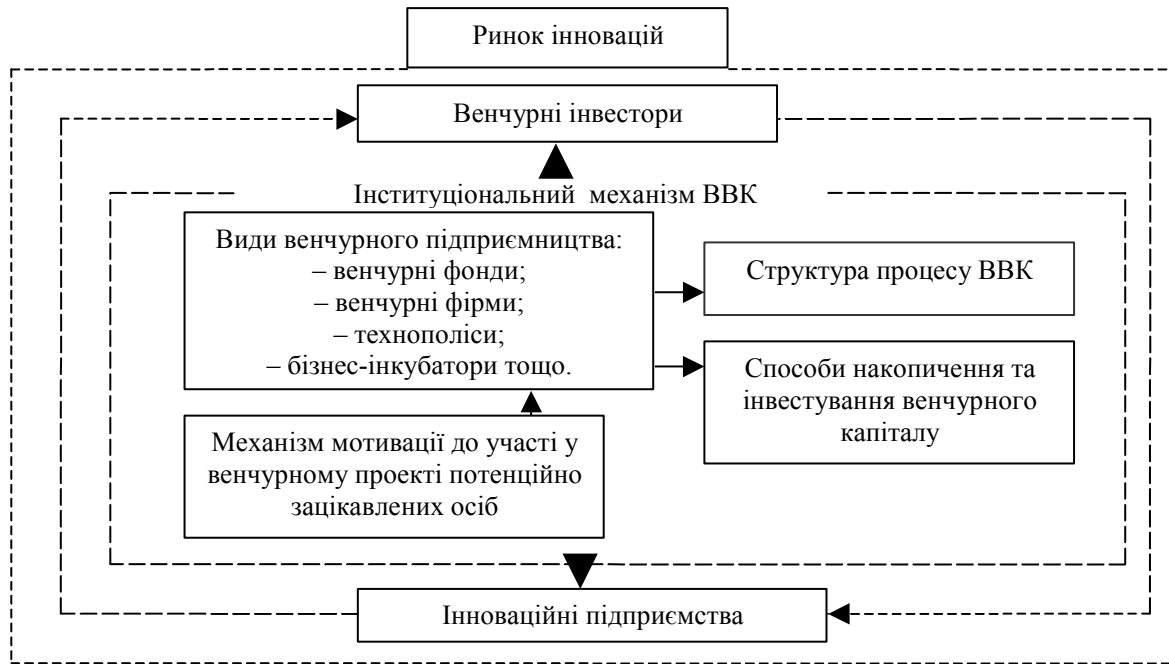 Ринок інновацій
Венчурні інвестори
Інституціональний механізм ВВК
Види венчурного підприємництва:
– венчурні фонди;
– венчурні фірми;
– технополіси;
– бізнес-інкубатори тощо.
Структура процесу ВВК
Способи накопичення та
інвестування венчурного
капіталу
Механізм мотивації до участі у
венчурному проекті потенційно
зацікавлених осіб
Інноваційні підприємства